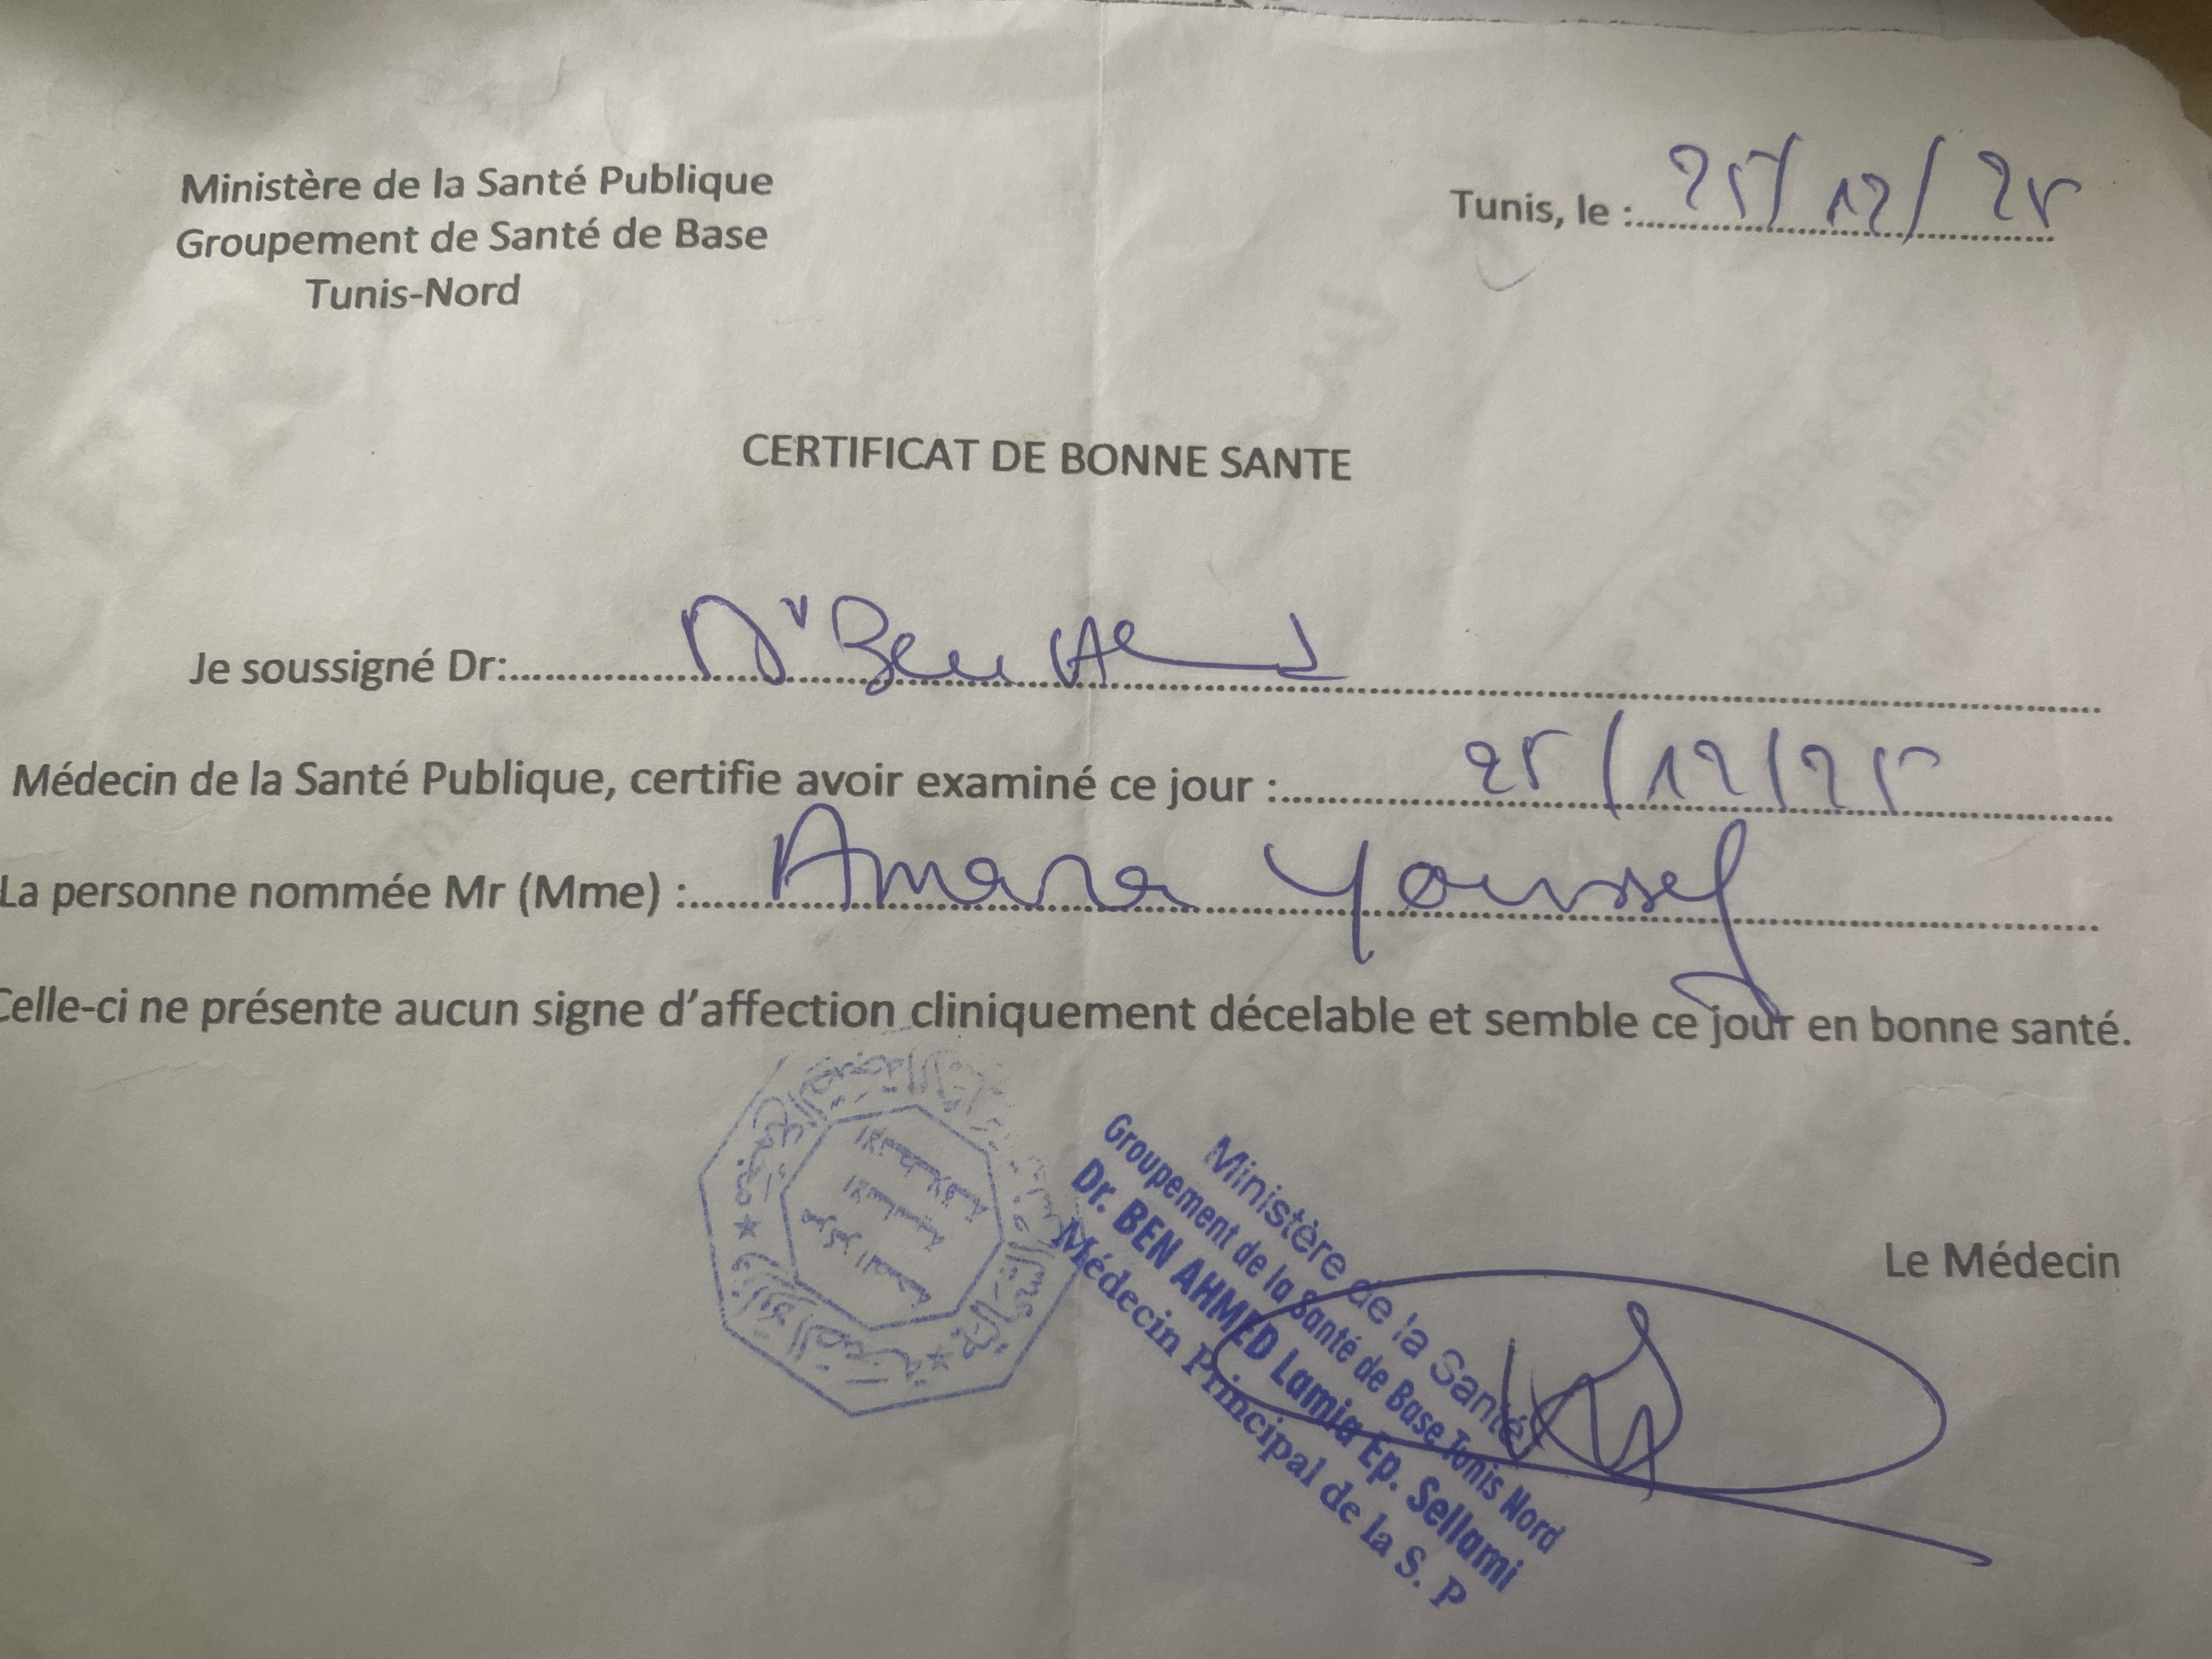 Ministère de la Santé Publique
Groupement de Santé de Base
Tunis-Nord
Tunis, le : 25/12/25
CERTIFICAT DE BONNE SANTE
Je soussigné Dr: Dr Ben
Médecin de la Santé Publique, certifie avoir examiné ce jour : 25/12/25
La personne nommée Mr (Mme) : Amara Youssef
Celle-ci ne présente aucun signe d'affection cliniquement décelable et semble ce jour en bonne santé.
Le Médecin
Ministère de la Santé
Groupement de la Santé de Base Tunis Nord
Dr. BEN AHMED Lamia Ep. Sellami
Médecin Principal de la S. P